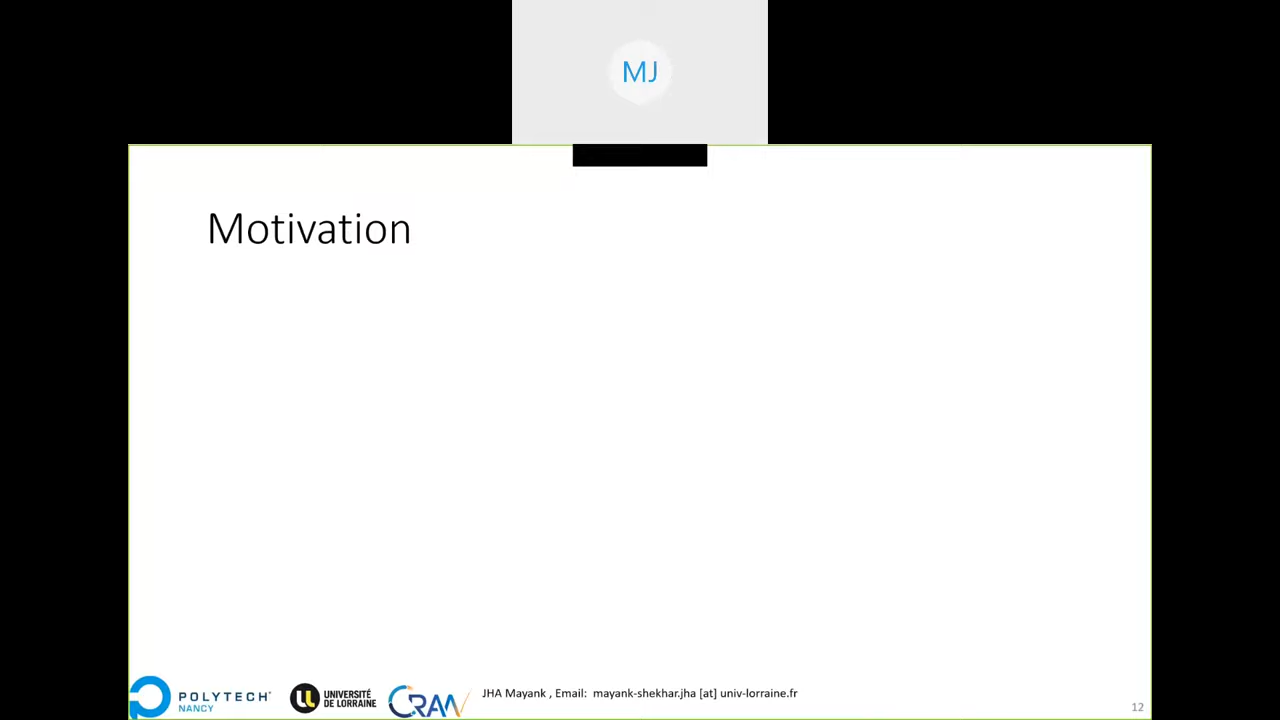 MJ
Motivation
POLYTECH
NANCY
UNIVERSITÉ
DE LORRAINE
CRAN
JHA Mayank , Email: mayank-shekhar.jha [at] univ-lorraine.fr
12